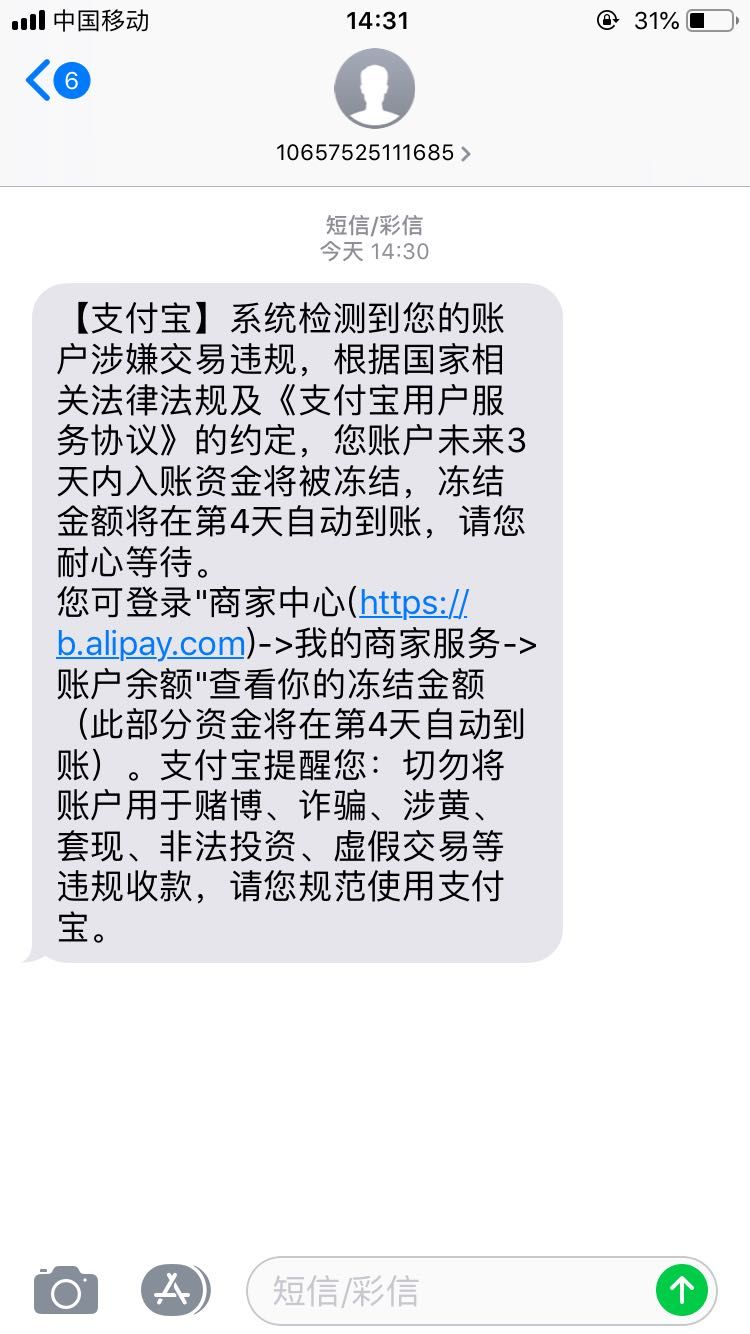 中国移动
14:31
31%
6
10657525111685
短信/彩信
今天 14:30
【支付宝】系统检测到您的账
户涉嫌交易违规，根据国家相
关法律法规及《支付宝用户服
务协议》的约定，您账户未来3
天内入账资金将被冻结，冻结
金额将在第4天自动到账，请您
耐心等待。
您可登录"商家中心(https://
b.alipay.com)->我的商家服务->
账户余额"查看你的冻结金额
（此部分资金将在第4天自动到
账）。支付宝提醒您：切勿将
账户用于赌博、诈骗、涉黄、
套现、非法投资、虚假交易等
违规收款，请您规范使用支付
宝。
短信/彩信